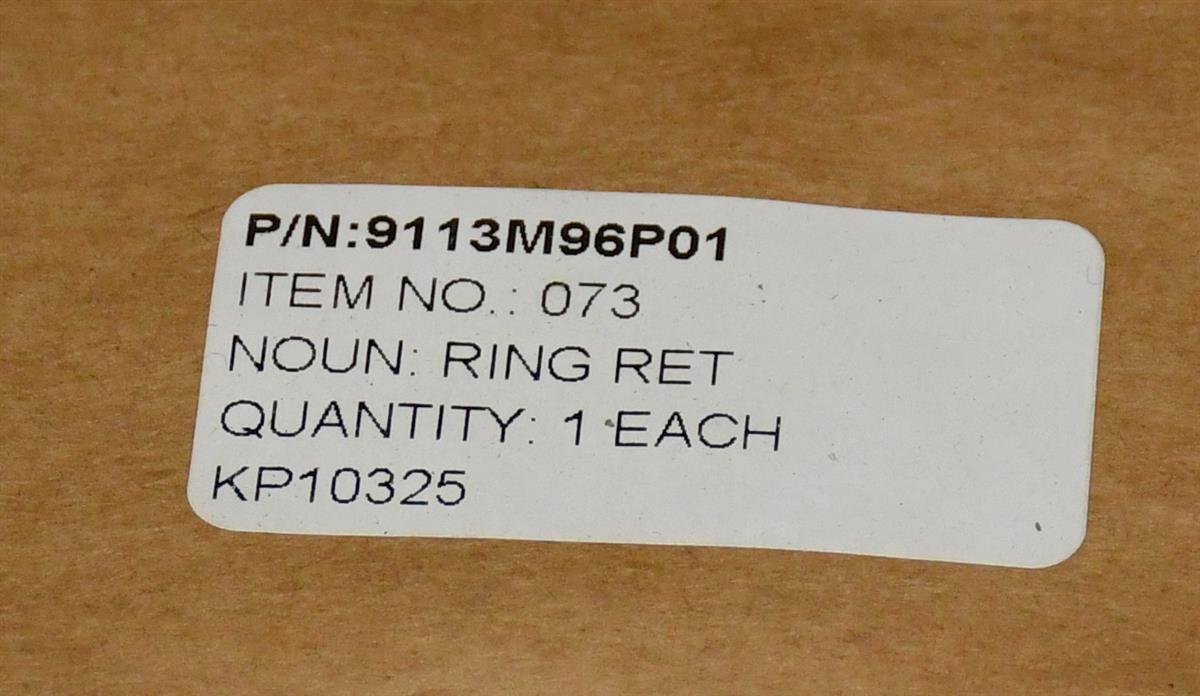 P/N:9113M96P01
ITEM NO.: 073
NOUN: RING RET
QUANTITY: 1 EACH
KP10325